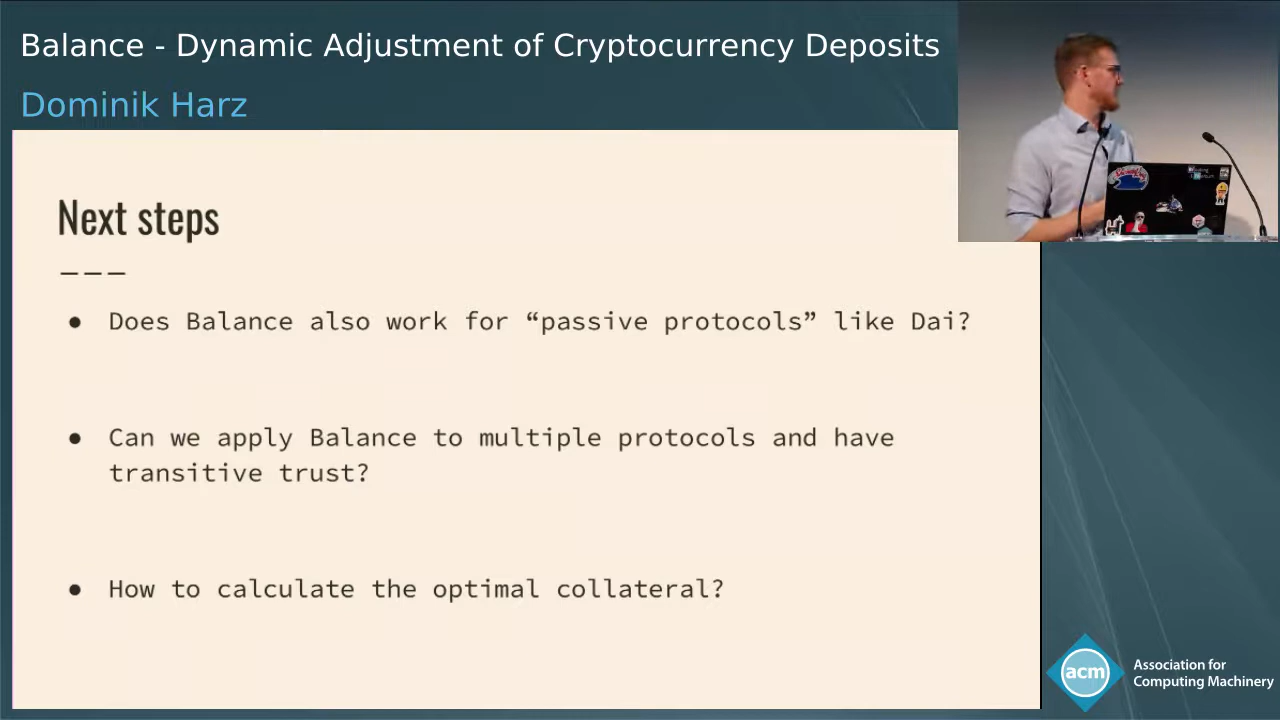 Balance - Dynamic Adjustment of Cryptocurrency Deposits
Dominik Harz
Next steps
● Does Balance also work for “passive protocols” like Dai?
● Can we apply Balance to multiple protocols and have
transitive trust?
● How to calculate the optimal collateral?
acm
Association for
Computing Machinery